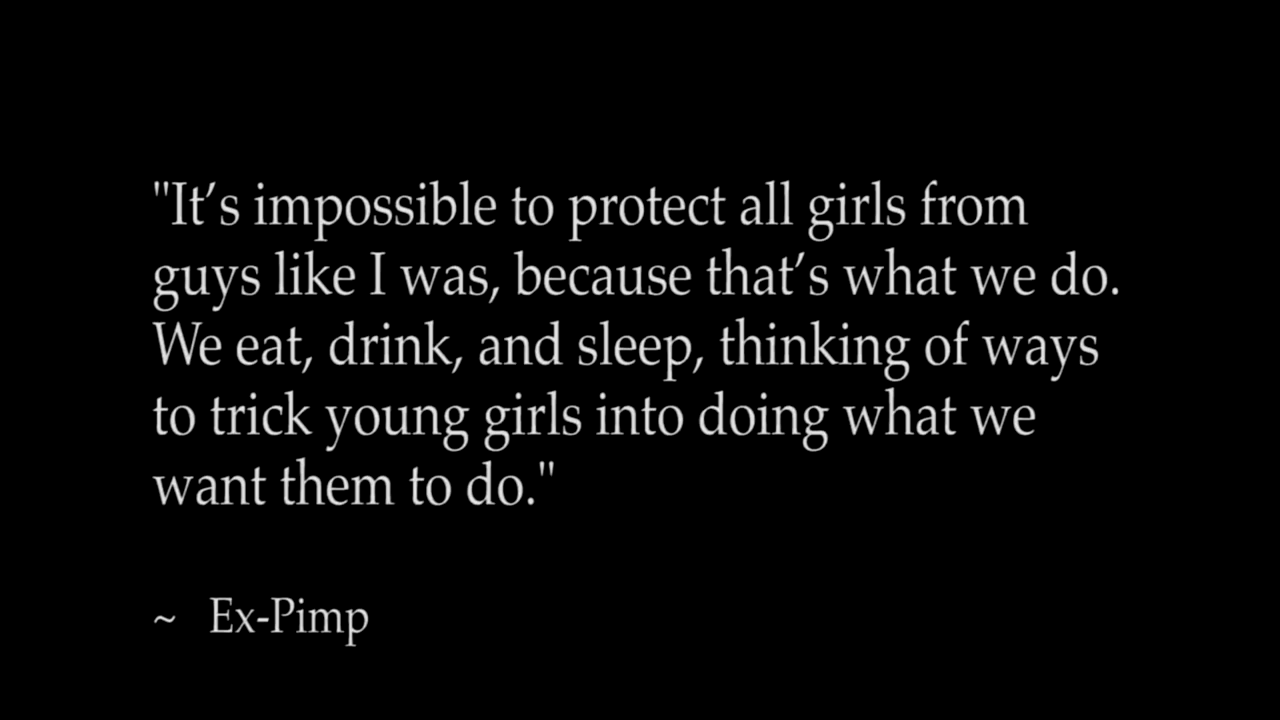 "It’s impossible to protect all girls from
guys like I was, because that’s what we do.
We eat, drink, and sleep, thinking of ways
to trick young girls into doing what we
want them to do."
~ Ex-Pimp